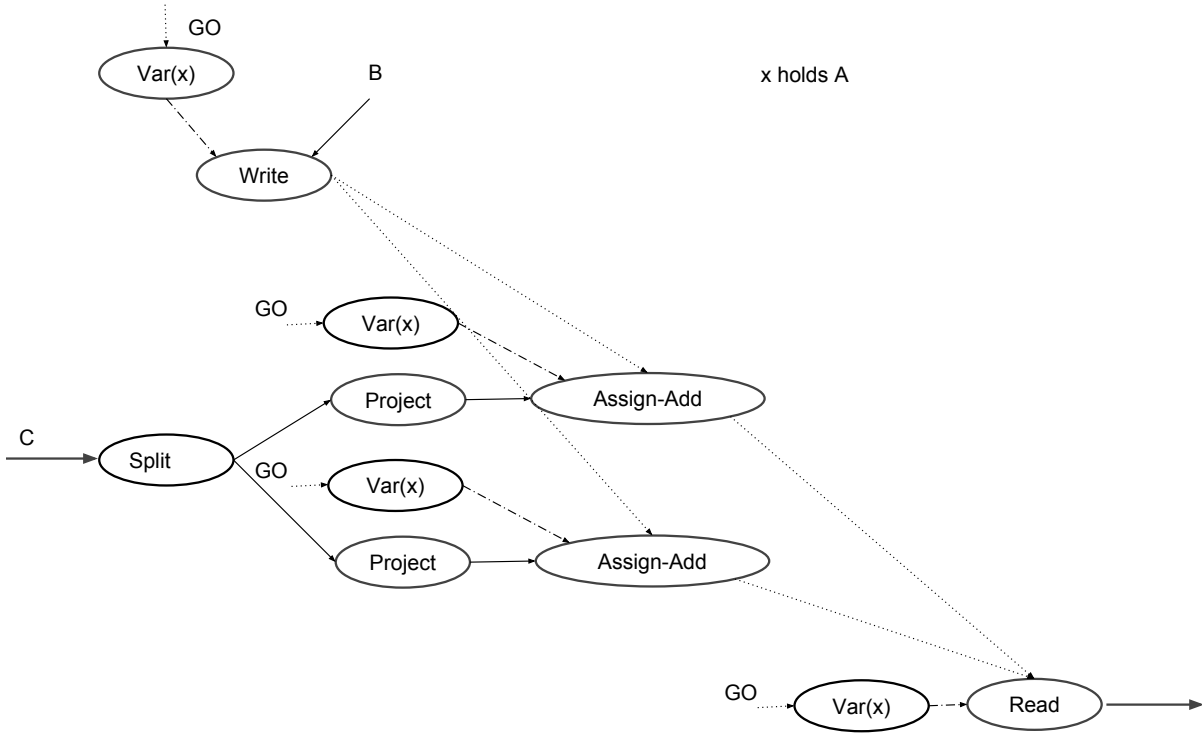 GO
Var(x)
B
x holds A
Write
GO
Var(x)
Project
Assign-Add
C
Split
GO
Var(x)
Project
Assign-Add
GO
Var(x)
Read